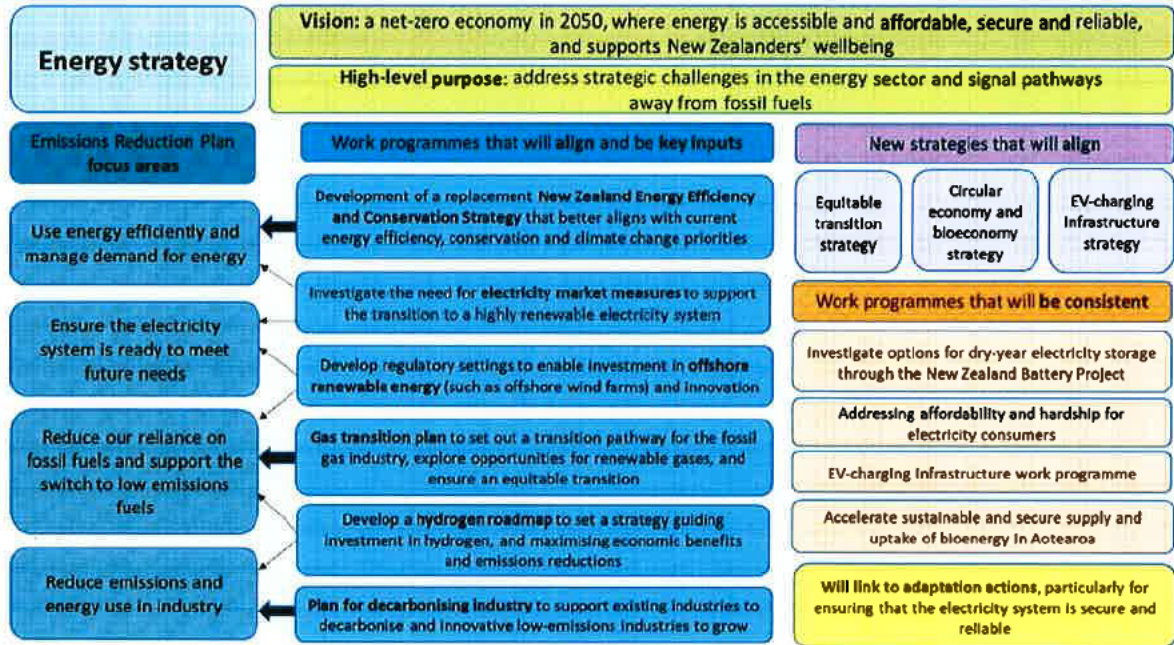 Energy strategy
Vision: a net-zero economy in 2050, where energy is accessible and affordable, secure and reliable,
and supports New Zealanders' wellbeing
High-level purpose: address strategic challenges in the energy sector and signal pathways
away from fossil fuels
Emissions Reduction Plan
focus areas
Use energy efficiently and
manage demand for energy
Ensure the electricity
system is ready to meet
future needs
Reduce our reliance on
fossil fuels and support the
switch to low emissions
fuels
Reduce emissions and
energy use in industry
Work programmes that will align and be key inputs
Development of a replacement New Zealand Energy Efficiency
and Conservation Strategy that better aligns with current
energy efficiency, conservation and climate change priorities
Investigate the need for electricity market measures to support
the transition to a highly renewable electricity system
Develop regulatory settings to enable investment in offshore
renewable energy (such as offshore wind farms) and innovation
Gas transition plan to set out a transition pathway for the fossil
gas industry, explore opportunities for renewable gases, and
ensure an equitable transition
Develop a hydrogen roadmap to set a strategy guiding
investment in hydrogen, and maximising economic benefits
and emissions reductions
Plan for decarbonising industry to support existing industries to
decarbonise and innovative low-emissions industries to grow
New strategies that will align
Equitable
transition
strategy
Circular
economy and
bioeconomy
strategy
EV-charging
Infrastructure
strategy
Work programmes that will be consistent
Investigate options for dry-year electricity storage
through the New Zealand Battery Project
Addressing affordability and hardship for
electricity consumers
EV-charging Infrastructure work programme
Accelerate sustainable and secure supply and
uptake of bioenergy in Aotearoa
Will link to adaptation actions, particularly for
ensuring that the electricity system is secure and
reliable